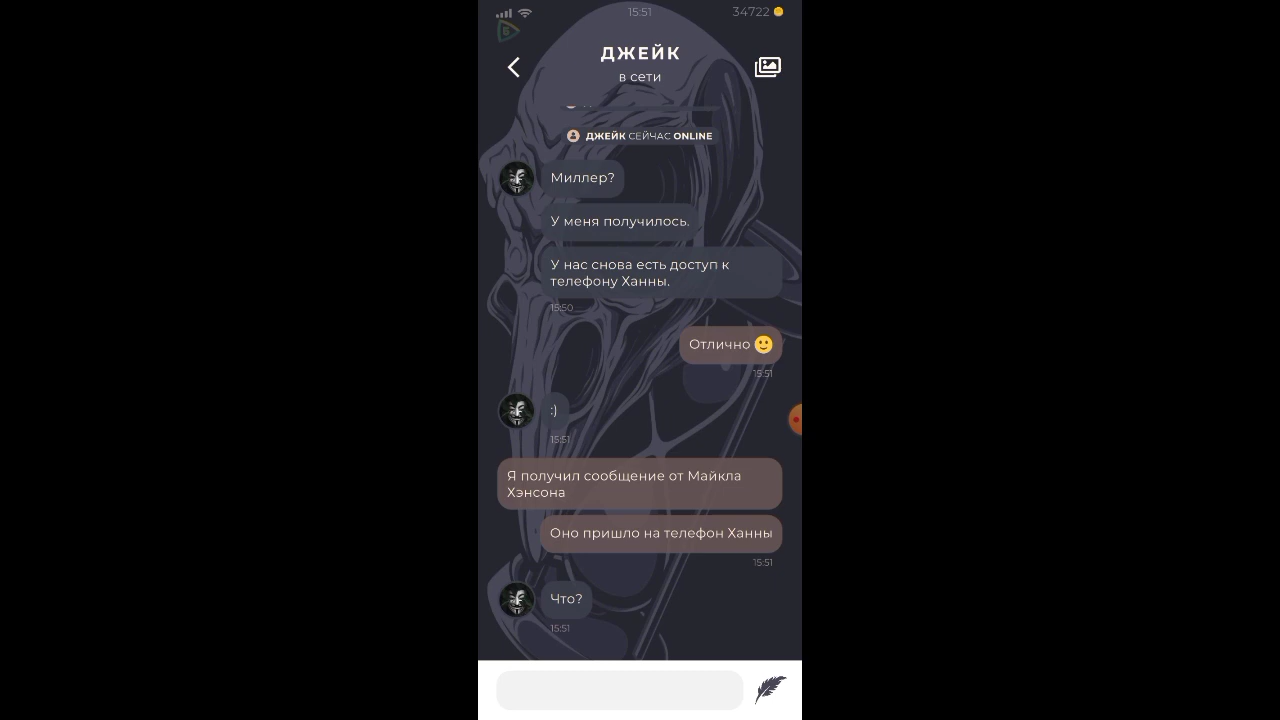 15:51
34722
ДЖЕЙК
в сети
ДЖЕЙК СЕЙЧАС ONLINE
Миллер?
У меня получилось.
У нас снова есть доступ к
телефону Ханны.
15:50
Отлично
15:51
:)
15:51
Я получил сообщение от Майкла
Хэнсона
Оно пришло на телефон Ханны
15:51
Что?
15:51